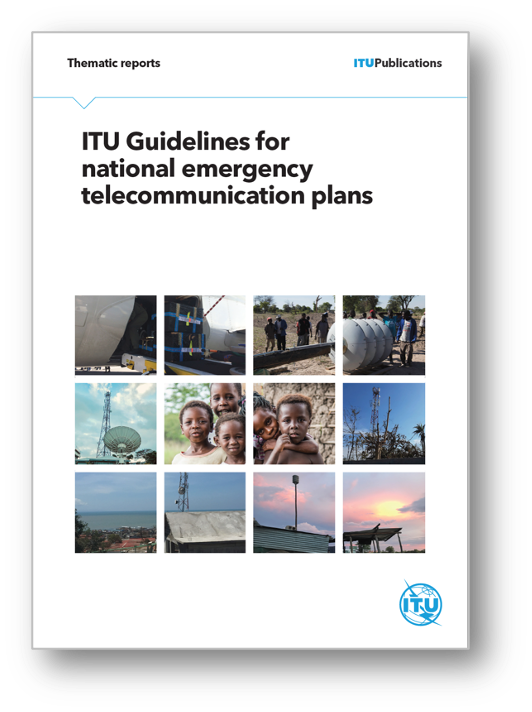 Thematic reports
ITUPublications
ITU Guidelines for
national emergency
telecommunication plans
ITU